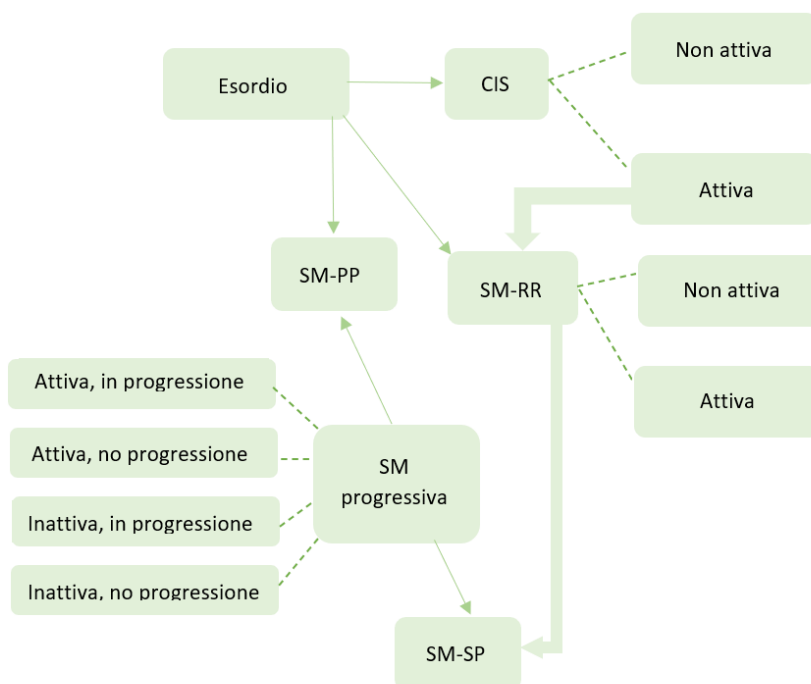 Non attiva
Esordio
CIS
Attiva
SM-PP
SM-RR
Non attiva
Attiva, in progressione
Attiva
Attiva, no progressione
SM
progressiva
Inattiva, in progressione
Inattiva, no progressione
SM-SP